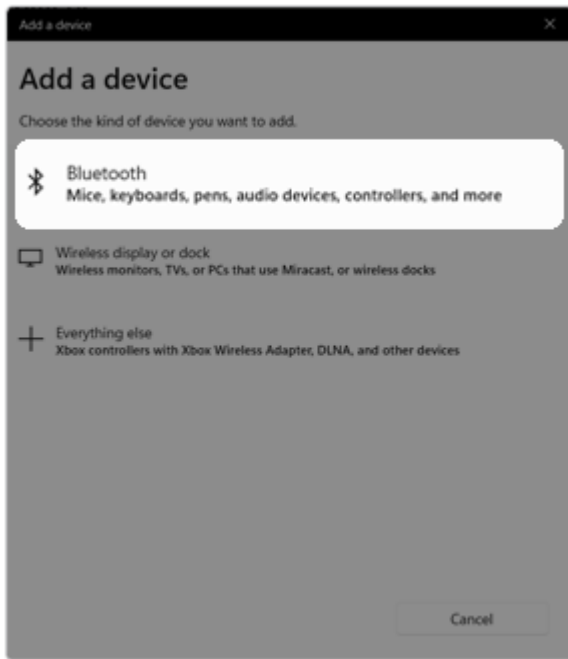 Add a device
Add a device
Choose the kind of device you want to add.
Bluetooth
Mice, keyboards, pens, audio devices, controllers, and more
Wireless display or dock
Wireless monitors, TVs, or PCs that use Miracast, or wireless docks
Everything else
Xbox controllers with Xbox Wireless Adapter, DLNA, and other devices
Cancel